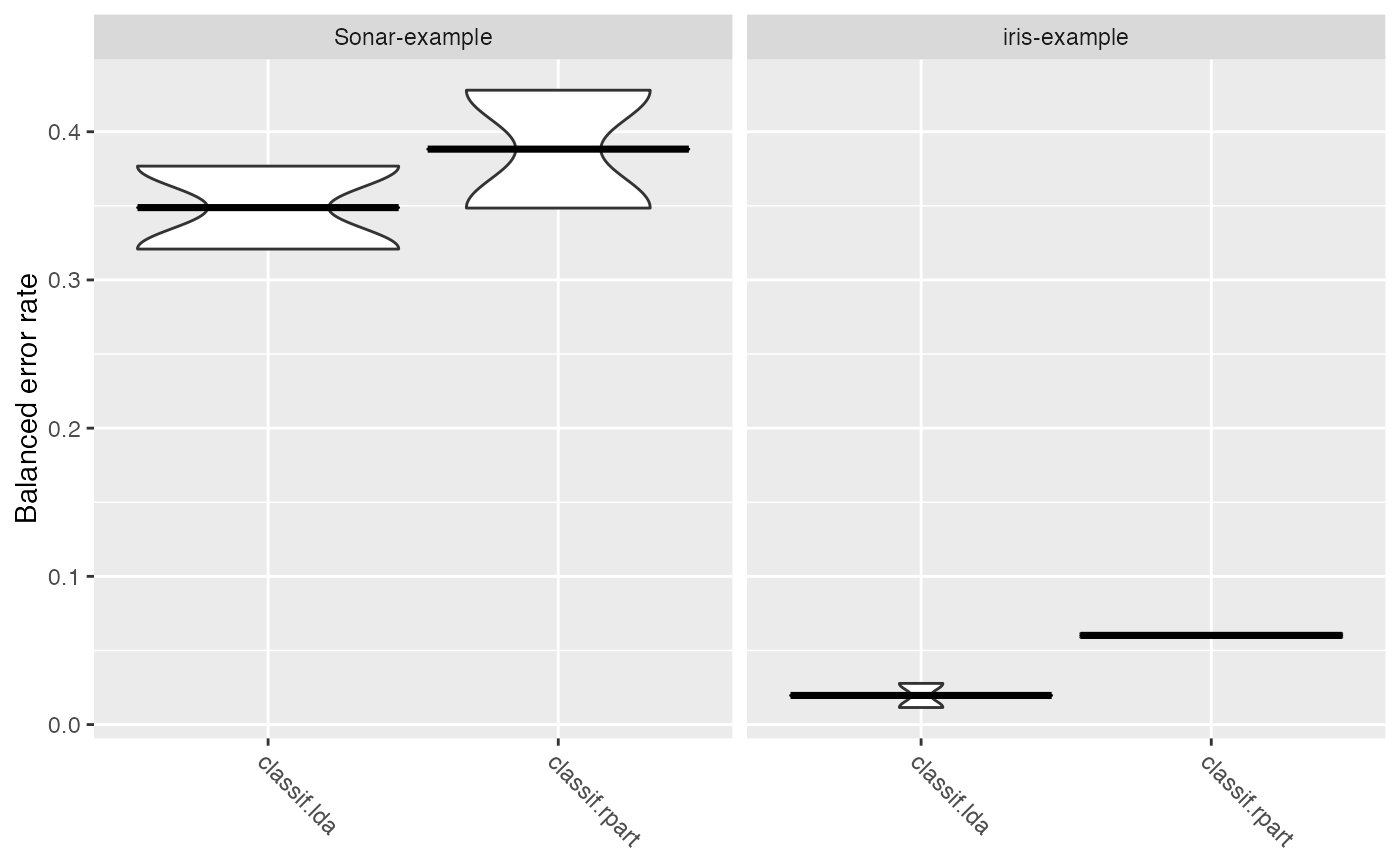 Sonar-example
iris-example
Balanced error rate
0.4
0.3
0.2
0.1
0.0
classif.lda
classif.rpart
classif.lda
classif.rpart